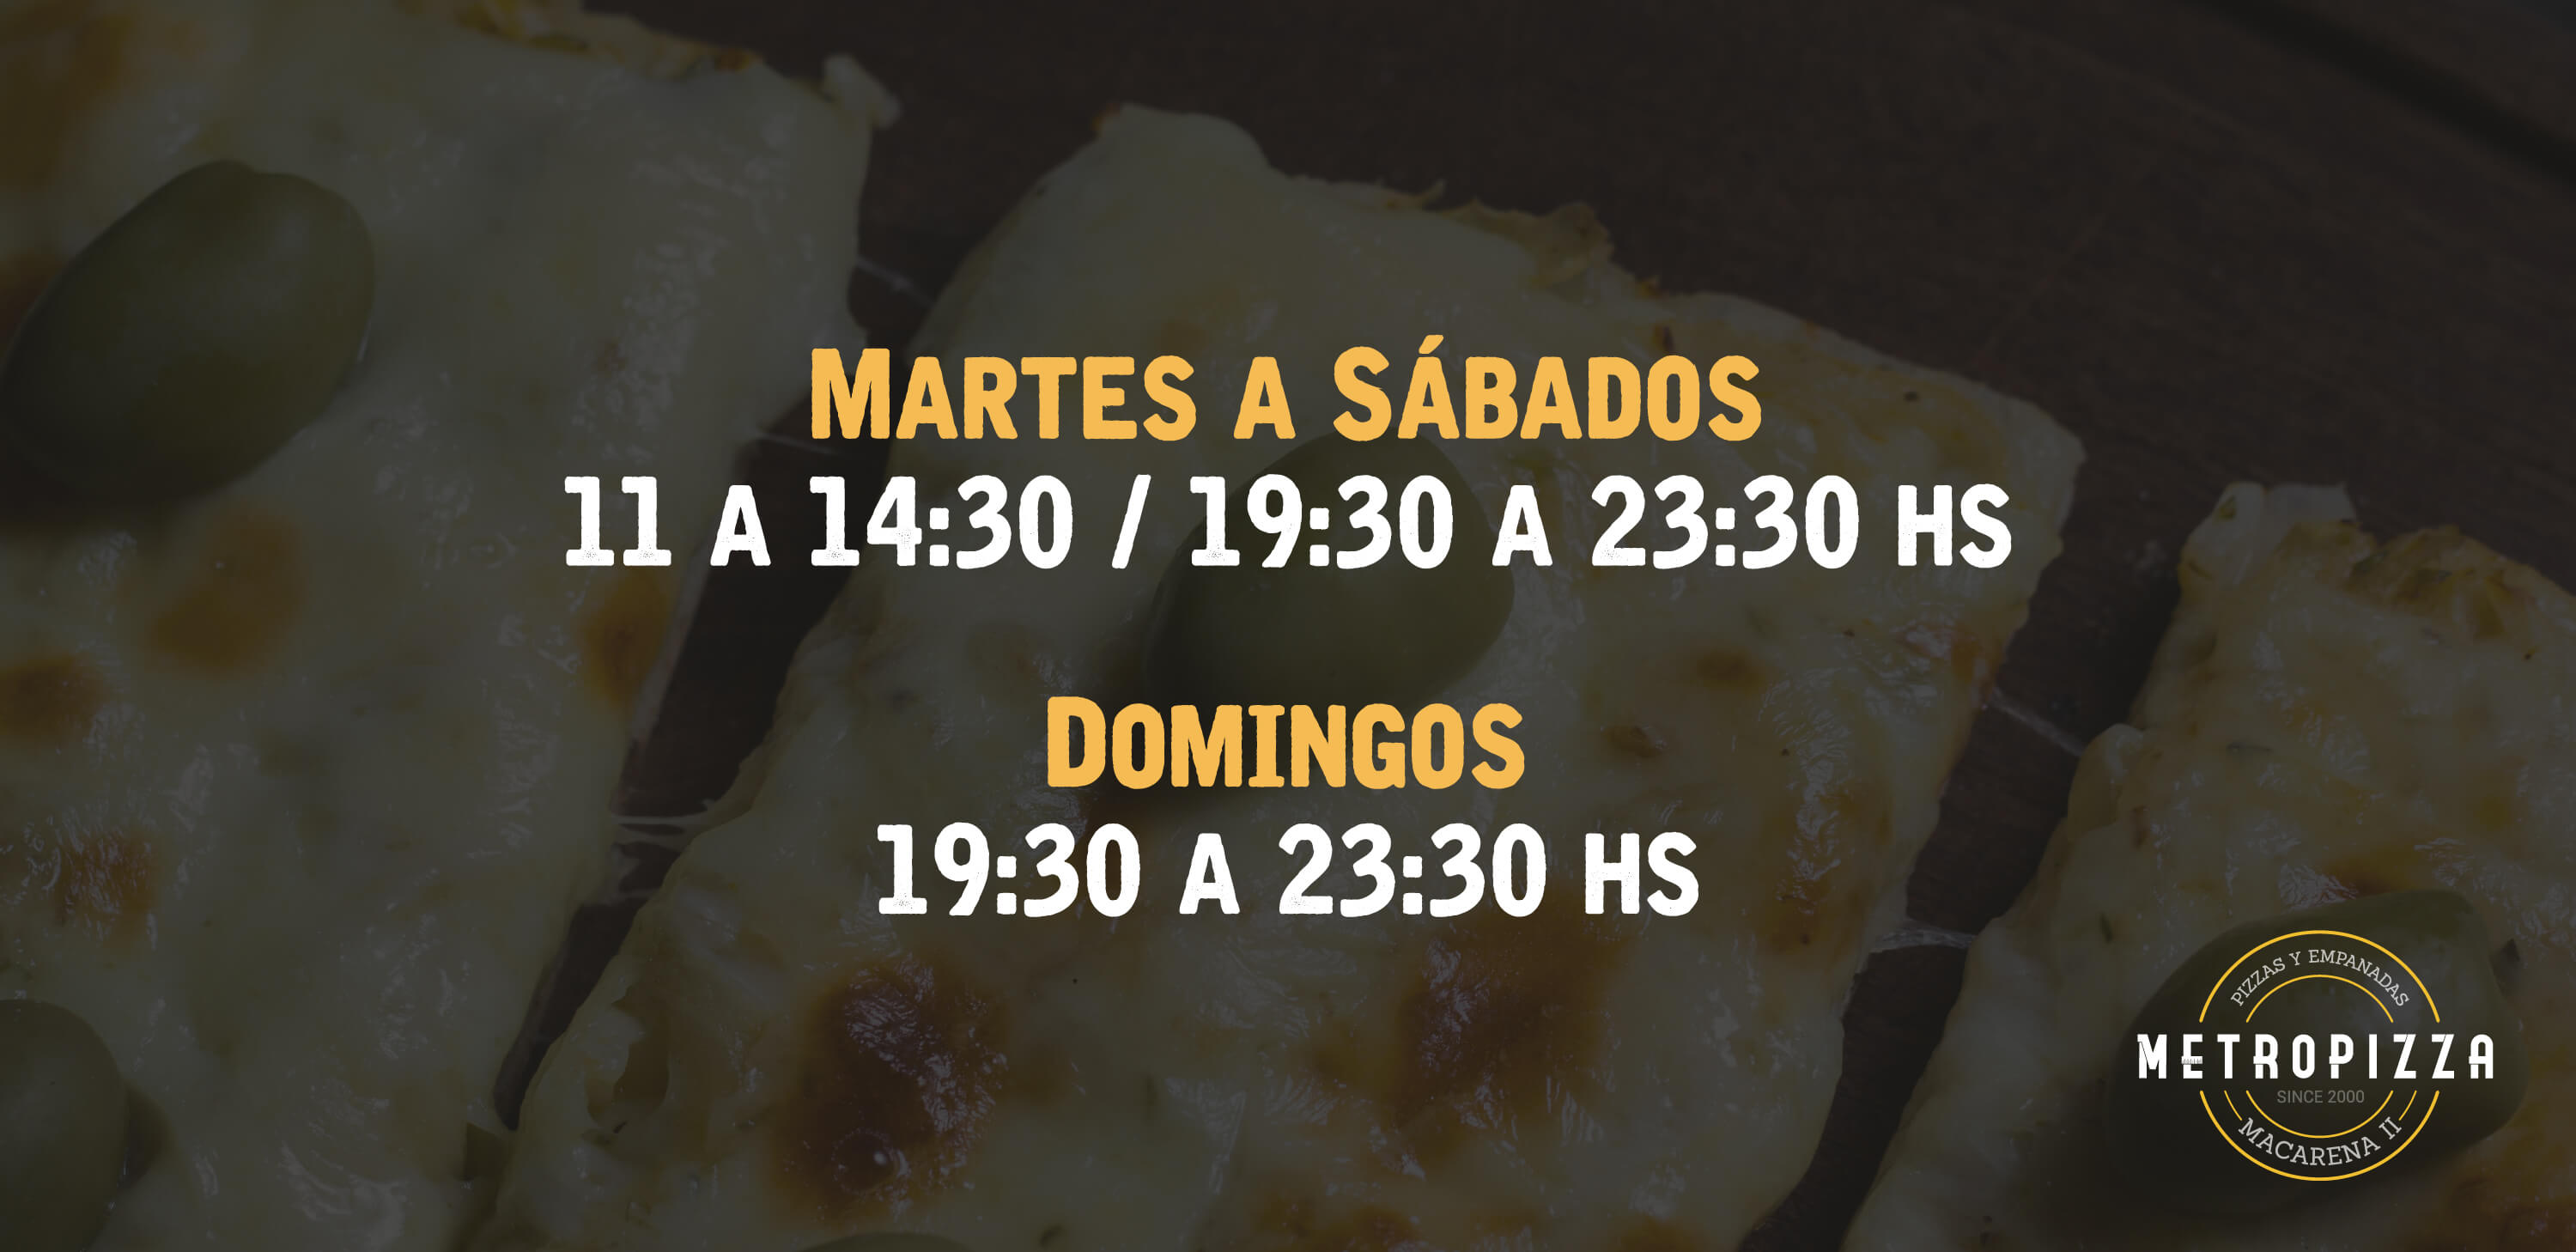 Martes a Sábados
11 a 14:30 / 19:30 a 23:30 hs
Domingos
19:30 a 23:30 hs
PIZZAS Y EMPANADAS
METROPIZZA
SINCE 2000
MACARENA II